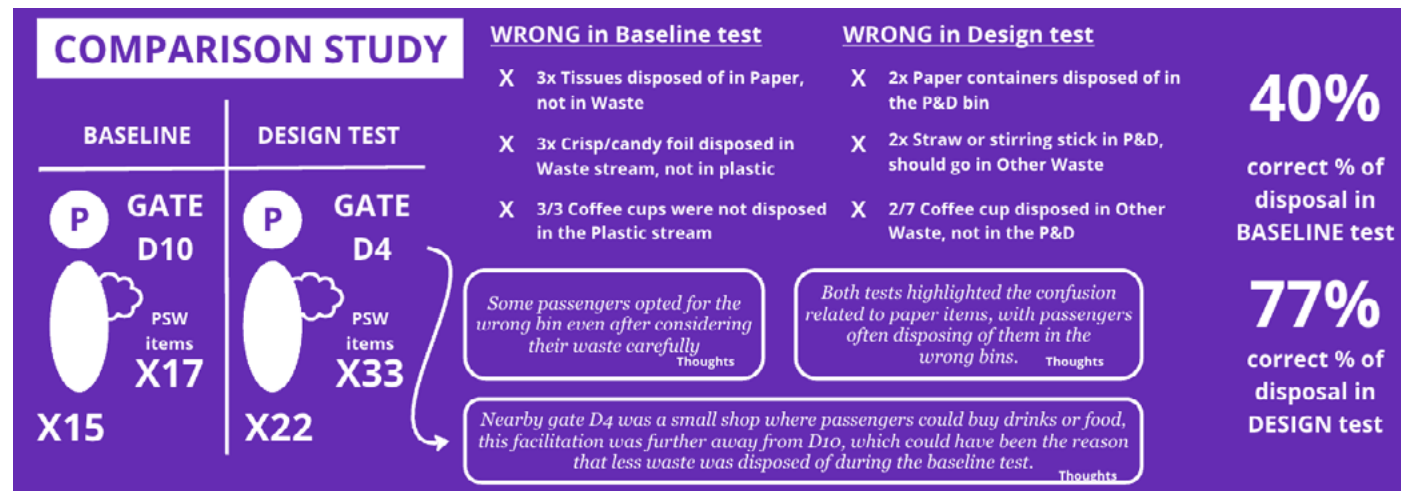 COMPARISON STUDY
BASELINE
DESIGN TEST
P
GATE
D10
PSW
items
X17
X15
P
GATE
D4
PSW
items
X33
X22
WRONG in Baseline test
X 3x Tissues disposed of in Paper,
not in Waste
X 3x Crisp/candy foil disposed in
Waste stream, not in plastic
X 3/3 Coffee cups were not disposed
in the Plastic stream
WRONG in Design test
X 2x Paper containers disposed of in
the P&D bin
X 2x Straw or stirring stick in P&D,
should go in Other Waste
X 2/7 Coffee cup disposed in Other
Waste, not in the P&D
Some passengers opted for the
wrong bin even after considering
their waste carefully
Thoughts
Both tests highlighted the confusion
related to paper items, with passengers
often disposing of them in the
wrong bins.
Thoughts
Nearby gate D4 was a small shop where passengers could buy drinks or food,
this facilitation was further away from D10, which could have been the reason
that less waste was disposed of during the baseline test.
Thoughts
40%
correct % of
disposal in
BASELINE test
77%
correct % of
disposal in
DESIGN test